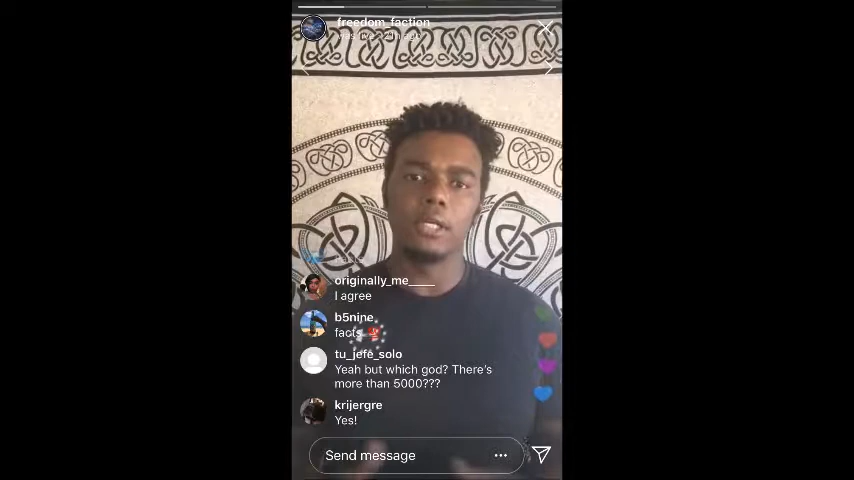 freedom_faction
originally_me____
I agree
b5nine
facts
tu_jefe_solo
Yeah but which god? There's
more than 5000???
krijergre
Yes!
Send message